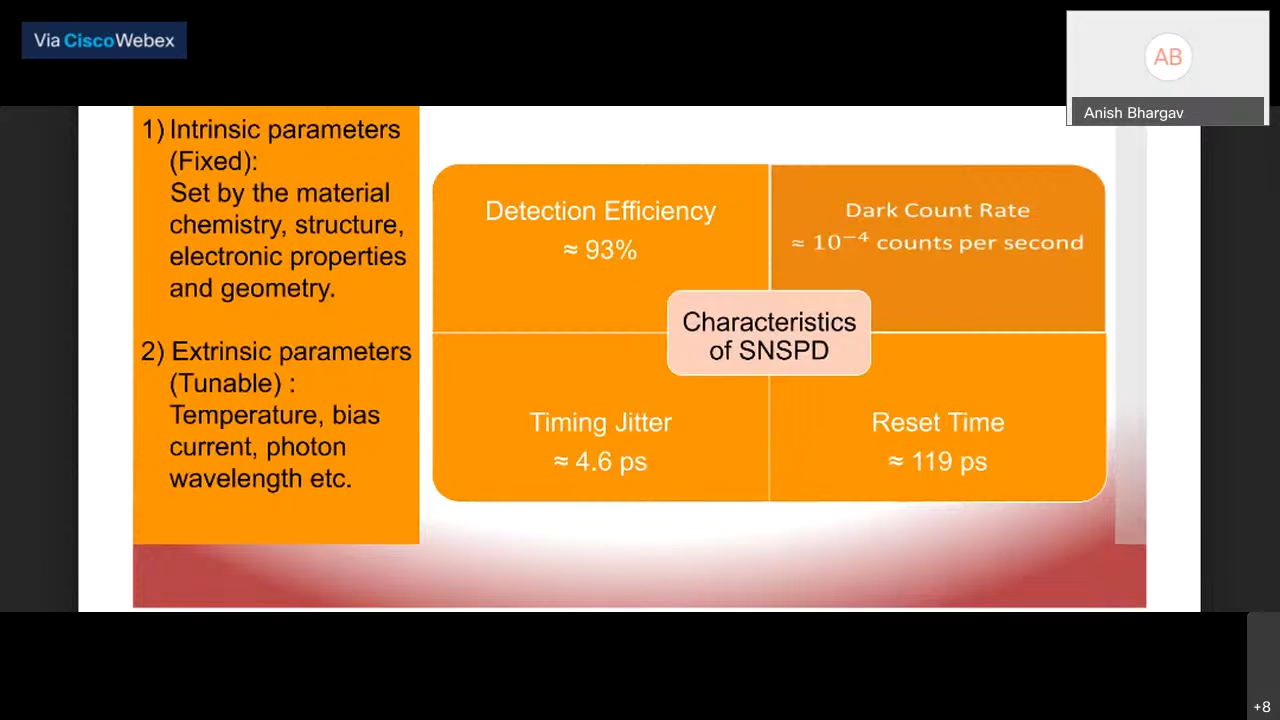 Via CiscoWebex
AB
Anish Bhargav
1) Intrinsic parameters
(Fixed):
Set by the material
chemistry, structure,
electronic properties
and geometry.
2) Extrinsic parameters
(Tunable) :
Temperature, bias
current, photon
wavelength etc.
Detection Efficiency
≈ 93%
Dark Count Rate
≈ 10⁻⁴ counts per second
Characteristics
of SNSPD
Timing Jitter
≈ 4.6 ps
Reset Time
≈ 119 ps
+8